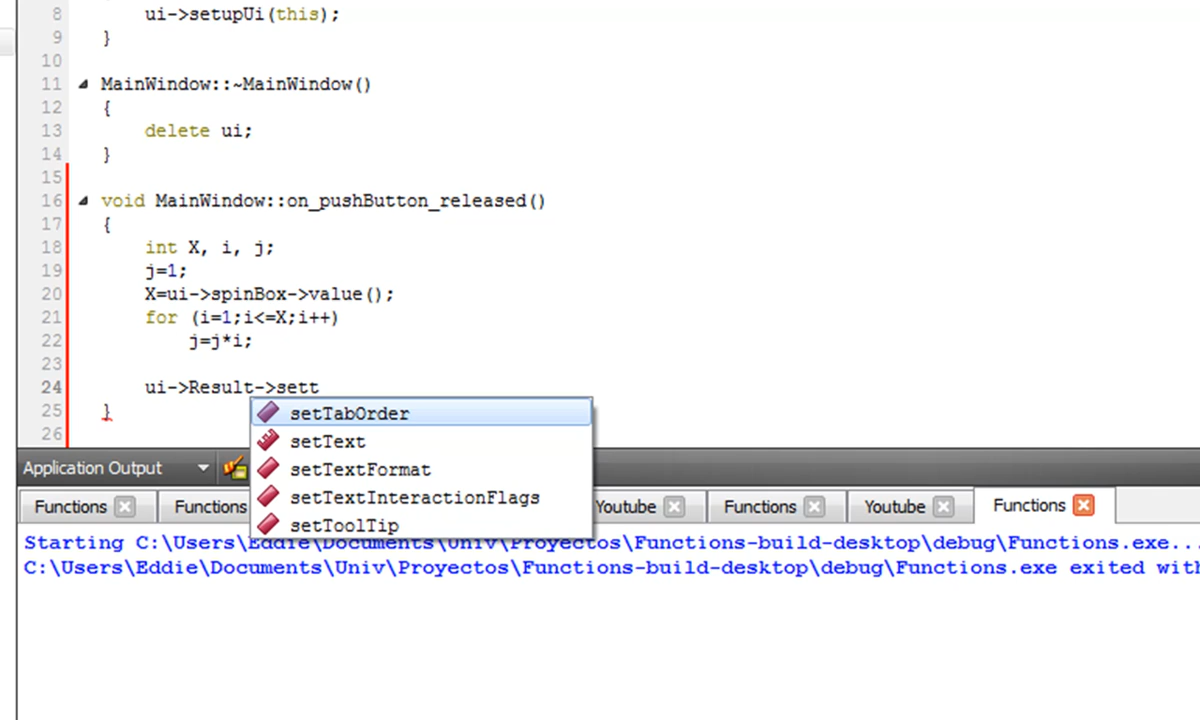 8 ui->setupUi(this);
9 }
10
11 MainWindow::~MainWindow()
12 {
13 delete ui;
14 }
15
16 void MainWindow::on_pushButton_released()
17 {
18 int X, i, j;
19 j=1;
20 X=ui->spinBox->value();
21 for (i=1;i<=X;i++)
22 j=j*i;
23
24 ui->Result->sett
25 }
26
setTabOrder
setText
setTextFormat
setTextInteractionFlags
setToolTip
Application Output
Functions Functions Youtube Functions Youtube Functions
Starting C:\Users\Eddie\Documents\Univ\Proyectos\Functions-build-desktop\debug\Functions.exe...
C:\Users\Eddie\Documents\Univ\Proyectos\Functions-build-desktop\debug\Functions.exe exited with